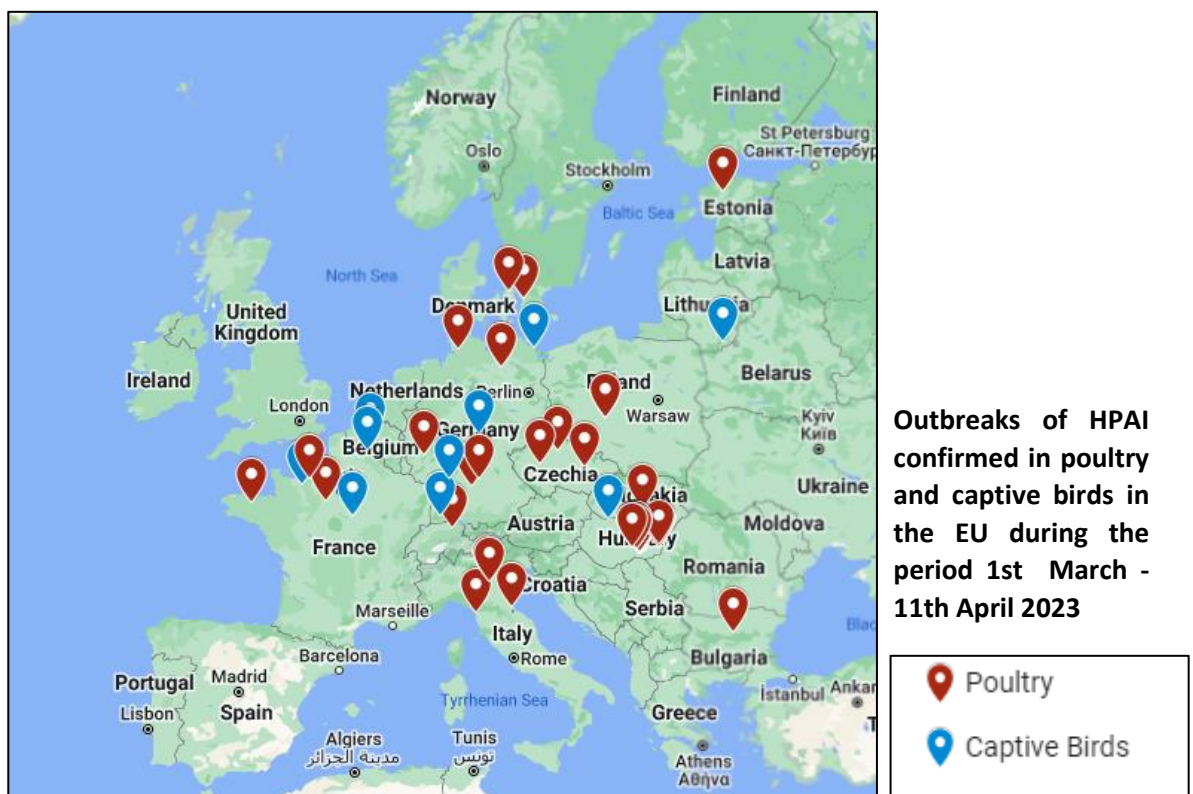 Norway
Finland
St Petersburg
Санкт-Петербур
Oslo
Stockholm
Estonia
Baltic Sea
Latvia
North Sea
Denmark
Lithuania
United
Kingdom
Ireland
Belarus
Netherlands
Berlin
Poland
London
Warsaw
Kyiv
Київ
Germany
Belgium
Czechia
Ukraine
Slovakia
Austria
Moldova
Hungary
France
Romania
Croatia
Serbia
Marseille
Italy
Barcelona
Rome
Bulgaria
Portugal
Madrid
Tyrrhenian Sea
İstanbul
Ankar
Lisbon
Spain
Greece
Algiers
مدينة الجزائر
Tunis
تونس
Athens
Αθήνα
Outbreaks of HPAI
confirmed in poultry
and captive birds in
the EU during the
period 1st March -
11th April 2023
Poultry
Captive Birds